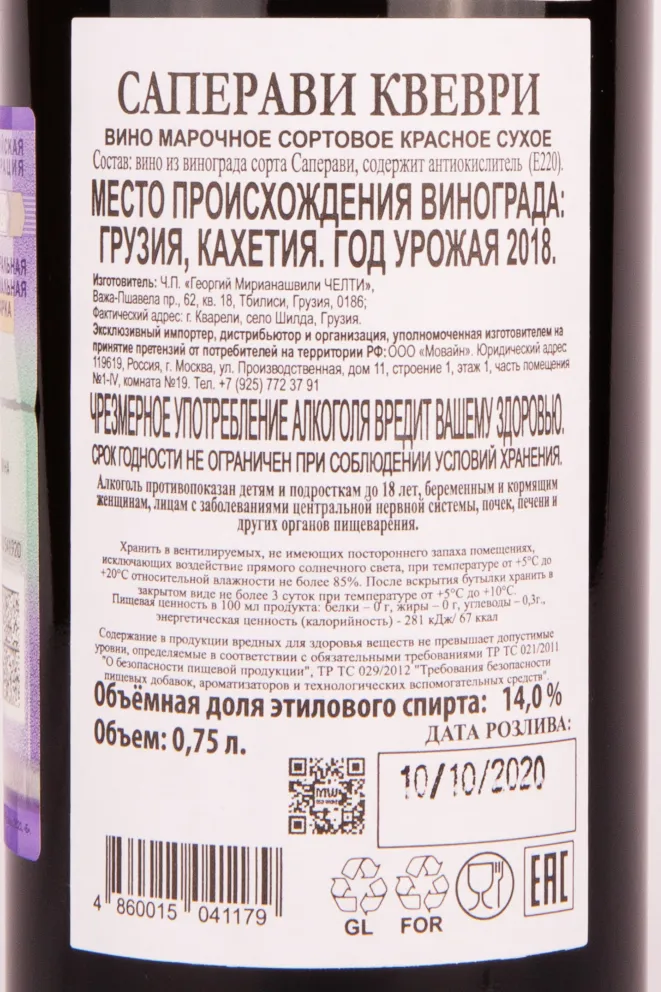 САПЕРАВИ КВЕВРИ
ВИНО МАРОЧНОЕ СОРТОВОЕ КРАСНОЕ СУХОЕ
Состав: вино из винограда сорта Саперави, содержит антиокислитель (Е220).
МЕСТО ПРОИСХОЖДЕНИЯ ВИНОГРАДА:
ГРУЗИЯ, КАХЕТИЯ. ГОД УРОЖАЯ 2018.
Изготовитель: Ч.П. «Георгий Мирианашвили ЧЕЛТИ»,
Важа-Пшавела пр., 62, кв. 18, Тбилиси, Грузия, 0186;
Фактический адрес: г. Кварели, село Шилда, Грузия.
Эксклюзивный импортер, дистрибьютор и организация, уполномоченная изготовителем на
принятие претензий от потребителей на территории РФ: ООО «Мовайн». Юридический адрес
119619, Россия, г. Москва, ул. Производственная, дом 11, строение 1, этаж 1, часть помещения
№1-IV, комната №19. Тел. +7 (925) 772 37 91
ЧРЕЗМЕРНОЕ УПОТРЕБЛЕНИЕ АЛКОГОЛЯ ВРЕДИТ ВАШЕМУ ЗДОРОВЬЮ.
СРОК ГОДНОСТИ НЕ ОГРАНИЧЕН ПРИ СОБЛЮДЕНИИ УСЛОВИЙ ХРАНЕНИЯ.
Алкоголь противопоказан детям и подросткам до 18 лет, беременным и кормящим
женщинам, лицам с заболеваниями центральной нервной системы, почек, печени и
других органов пищеварения.
Хранить в вентилируемых, не имеющих постороннего запаха помещениях,
исключающих воздействие прямого солнечного света, при температуре от +5°С до
+20°С относительной влажности не более 85%. После вскрытия бутылки хранить в
закрытом виде не более 3 суток при температуре от +5°С до +10°С.
Пищевая ценность в 100 мл продукта: белки – 0 г, жиры – 0 г, углеводы – 0,3г.,
энергетическая ценность (калорийность) - 281 кДж/ 67 ккал
Содержание в продукции вредных для здоровья веществ не превышает допустимые
уровни, определяемые в соответствии с обязательными требованиями ТР ТС 021/2011
"О безопасности пищевой продукции", ТР ТС 029/2012 "Требования безопасности
пищевых добавок, ароматизаторов и технологических вспомогательных средств".
Объёмная доля этилового спирта: 14,0 %
Объем: 0,75 л.
ДАТА РОЗЛИВА:
10/10/2020
MW
4 860015 041179
GL
FOR
EAC